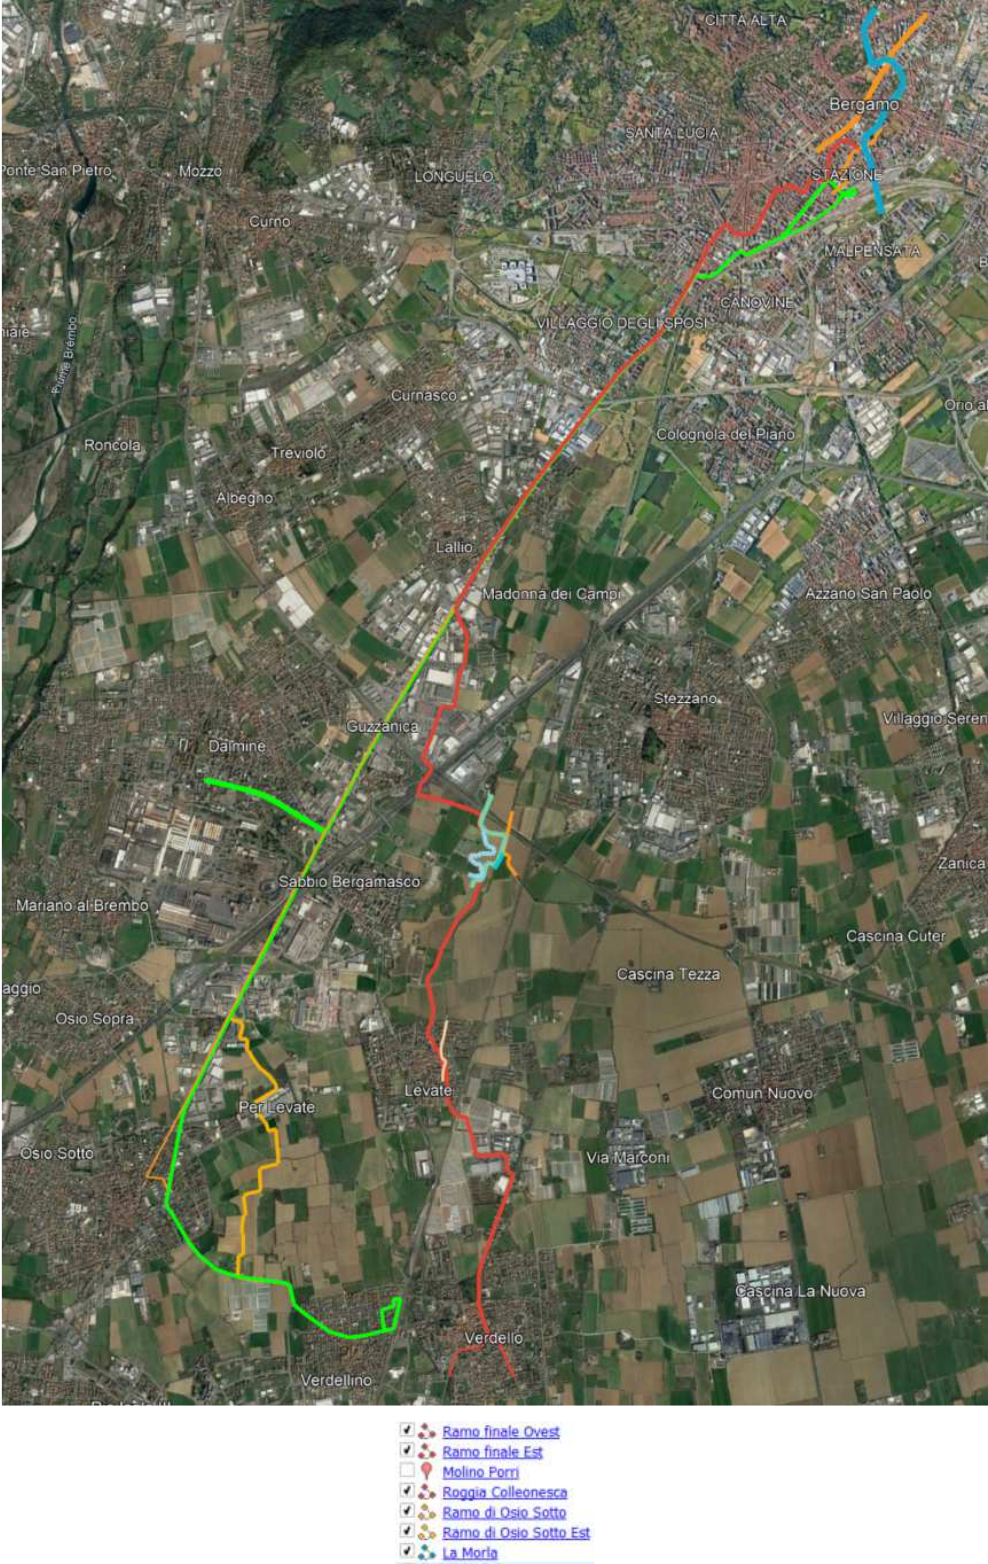 CITTÀ ALTA
Bergamo
SANTA LUCIA
Ponte San Pietro
Mozzo
LONGUELO
STAZIONE
Curno
MALPENSATA
CANOVINE
VILLAGGIO DEGLI SPOSI
Fiume Brembo
Curnasco
Orio al
Roncola
Treviolo
Colognola del Piano
Albegno
Lallio
Madonna dei Campi
Azzano San Paolo
Stezzano
Guzzanica
Villaggio Seren
Dalmine
Zanica
Sabbio Bergamasco
Mariano al Brembo
Cascina Cuter
Cascina Tezza
aggio
Osio Sopra
Levate
Comun Nuovo
Per Levate
Osio Sotto
Via Marconi
Cascina La Nuova
Verdello
Verdellino
Ramo finale Ovest
Ramo finale Est
Molino Porri
Roggia Colleonesca
Ramo di Osio Sotto
Ramo di Osio Sotto Est
La Morla